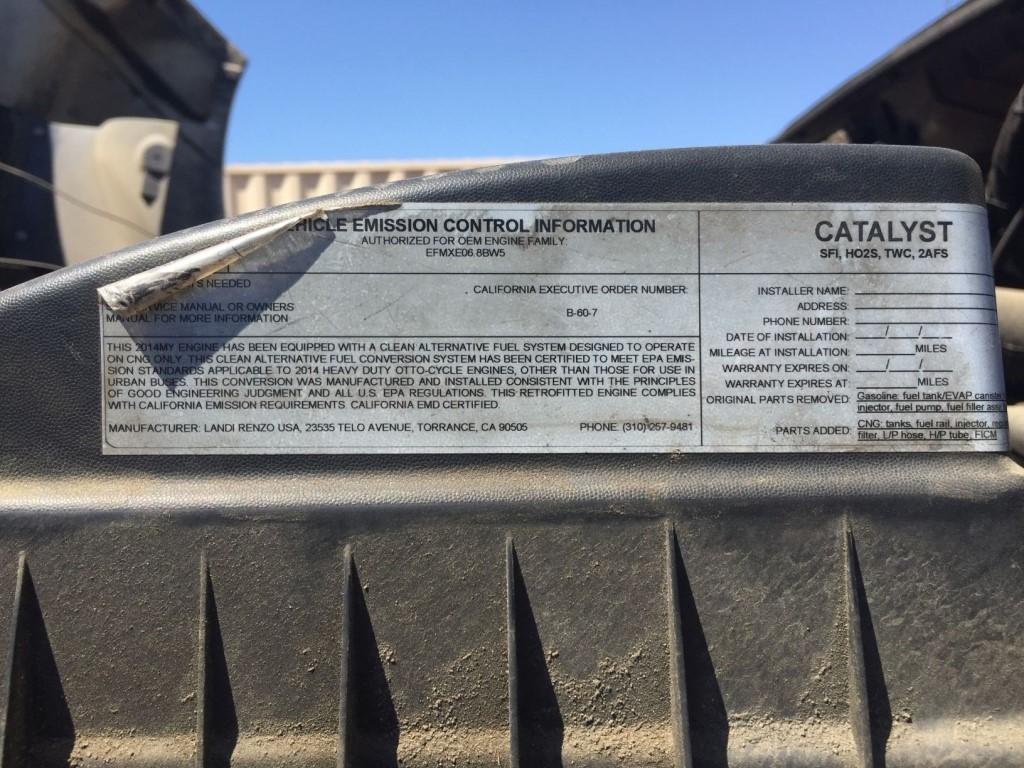 EHICLE EMISSION CONTROL INFORMATION
AUTHORIZED FOR OEM ENGINE FAMILY:
EFMXE06.8BW5
NEEDED
SERVICE MANUAL OR OWNERS
MANUAL FOR MORE INFORMATION
CALIFORNIA EXECUTIVE ORDER NUMBER:
B-60-7
THIS 2014MY ENGINE HAS BEEN EQUIPPED WITH A CLEAN ALTERNATIVE FUEL SYSTEM DESIGNED TO OPERATE
ON CNG ONLY. THIS CLEAN ALTERNATIVE FUEL CONVERSION SYSTEM HAS BEEN CERTIFIED TO MEET EPA EMIS-
SION STANDARDS APPLICABLE TO 2014 HEAVY DUTY OTTO-CYCLE ENGINES, OTHER THAN THOSE FOR USE IN
URBAN BUSES. THIS CONVERSION WAS MANUFACTURED AND INSTALLED CONSISTENT WITH THE PRINCIPLES
OF GOOD ENGINEERING JUDGMENT AND ALL U.S. EPA REGULATIONS. THIS RETROFITTED ENGINE COMPLIES
WITH CALIFORNIA EMISSION REQUIREMENTS. CALIFORNIA EMD CERTIFIED.
MANUFACTURER: LANDI RENZO USA, 23535 TELO AVENUE, TORRANCE, CA 90505 PHONE: (310) 257-9481
CATALYST
SFI, HO2S, TWC, 2AFS
INSTALLER NAME:
ADDRESS:
PHONE NUMBER:
DATE OF INSTALLATION: / /
MILEAGE AT INSTALLATION: MILES
WARRANTY EXPIRES ON: / /
WARRANTY EXPIRES AT: MILES
ORIGINAL PARTS REMOVED: Gasoline: fuel tank/EVAP caniste
injector, fuel pump, fuel filler
PARTS ADDED: CNG: tanks, fuel rail, injector,
filter, L/P hose, H/P tube, FICM